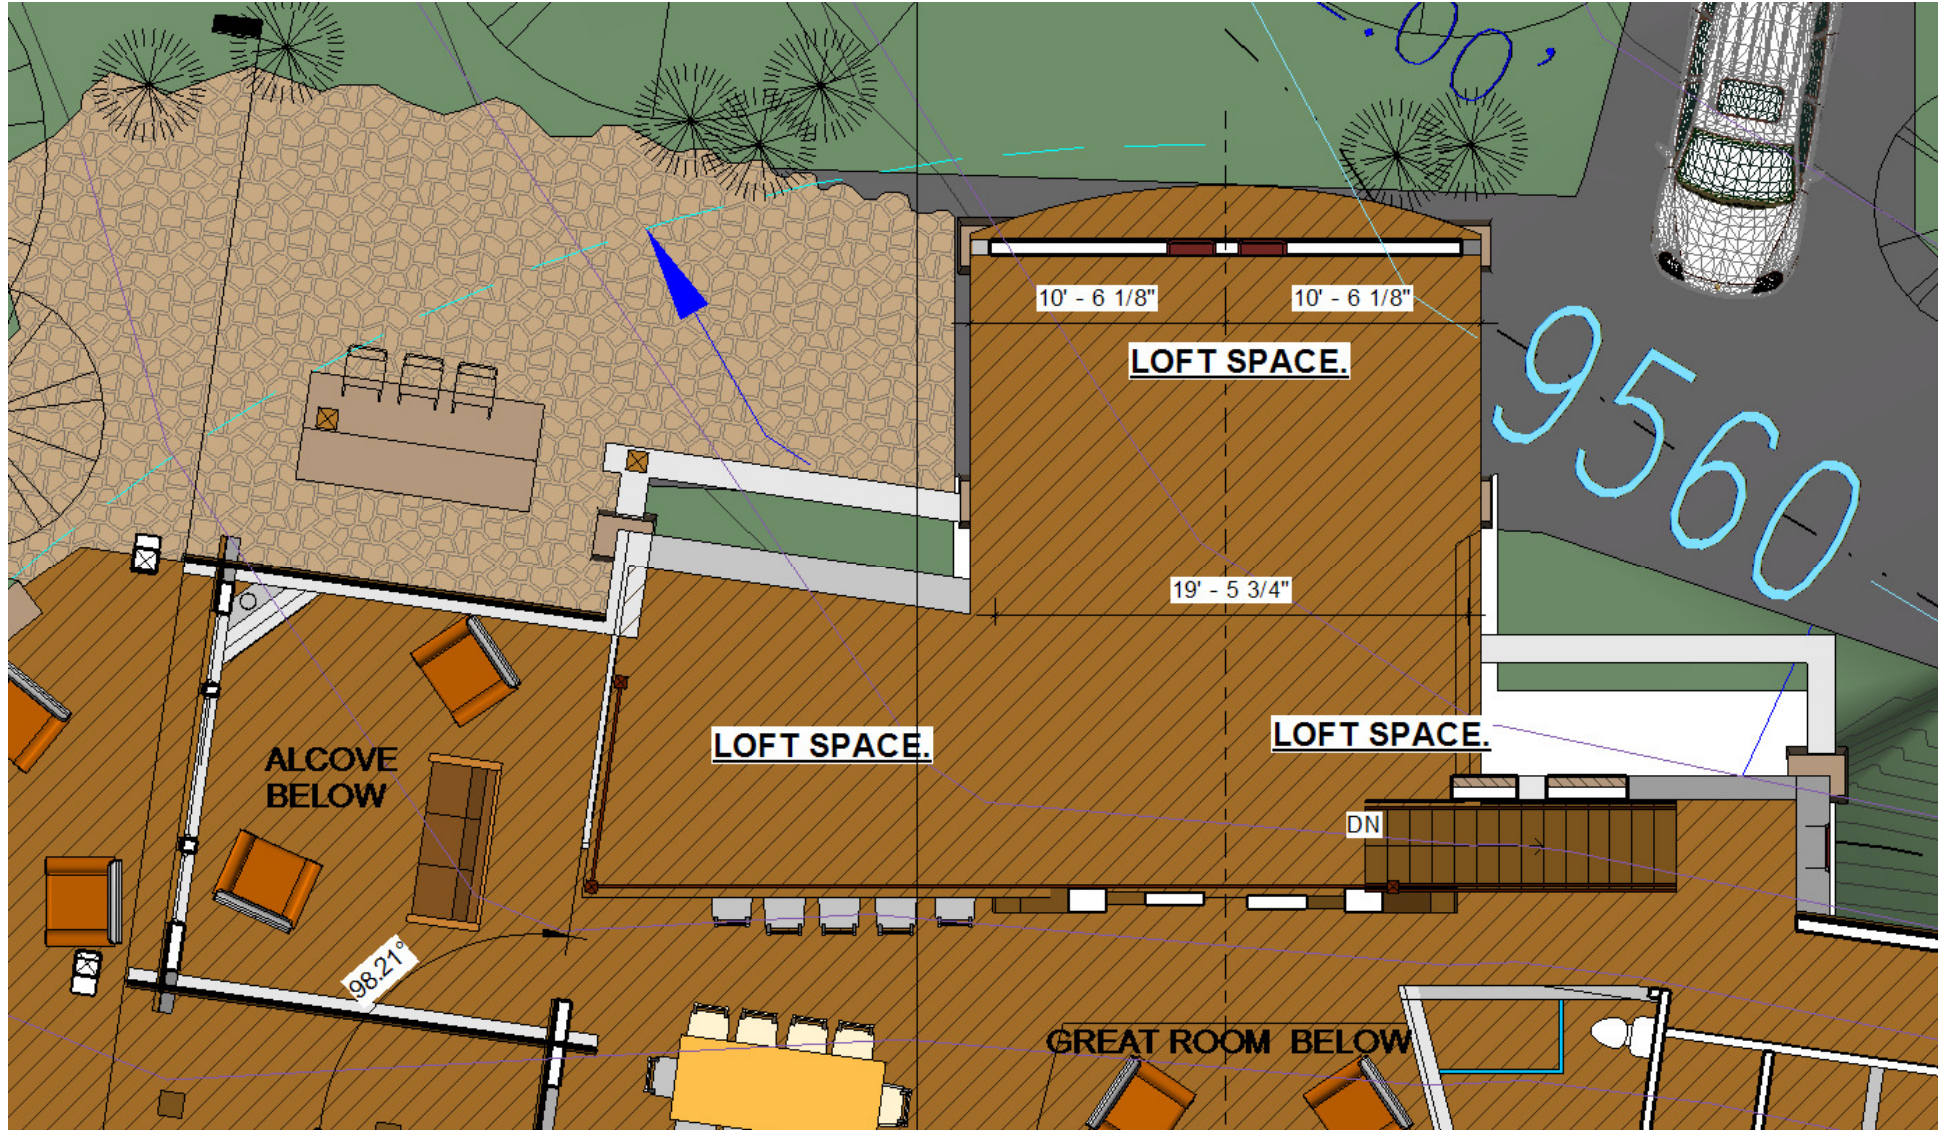 .00'
10' - 6 1/8"
10' - 6 1/8"
LOFT SPACE.
9560
19' - 5 3/4"
LOFT SPACE.
LOFT SPACE.
ALCOVE
BELOW
DN
98.21°
GREAT ROOM BELOW